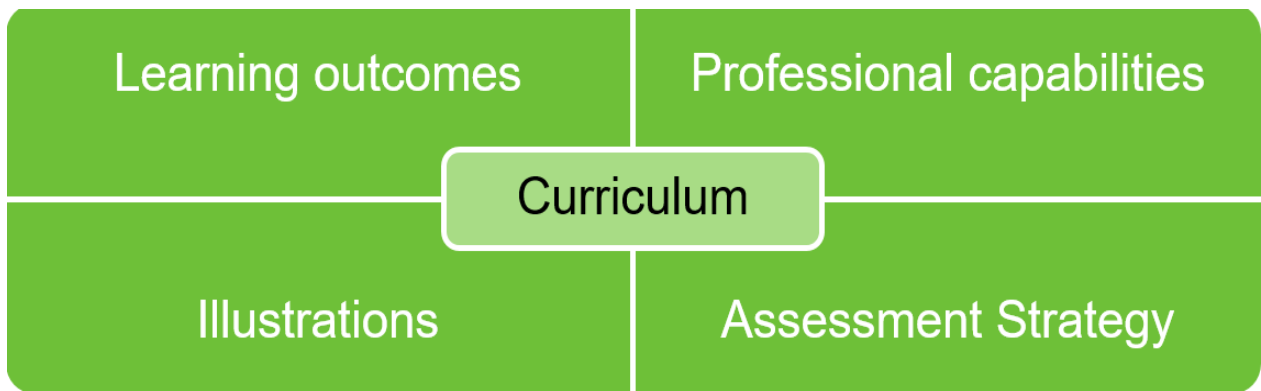 Learning outcomes
Professional capabilities
Curriculum
Illustrations
Assessment Strategy